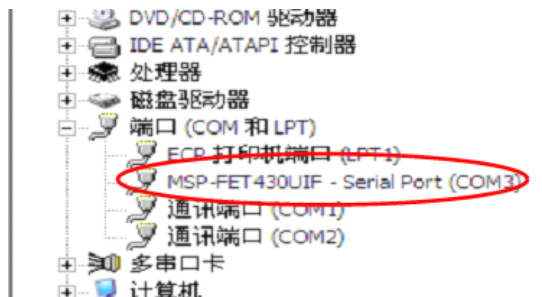 DVD/CD-ROM 驱动器
IDE ATA/ATAPI 控制器
处理器
磁盘驱动器
端口 (COM 和 LPT)
ECP 打印机端口 (LPT1)
MSP-FET430UIF - Serial Port (COM3)
通讯端口 (COM1)
通讯端口 (COM2)
多串口卡
计算机